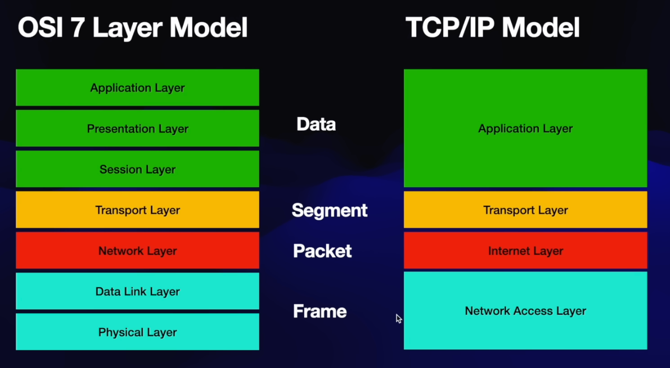 OSI 7 Layer Model
Application Layer
Presentation Layer
Session Layer
Transport Layer
Network Layer
Data Link Layer
Physical Layer
Data
Segment
Packet
Frame
TCP/IP Model
Application Layer
Transport Layer
Internet Layer
Network Access Layer